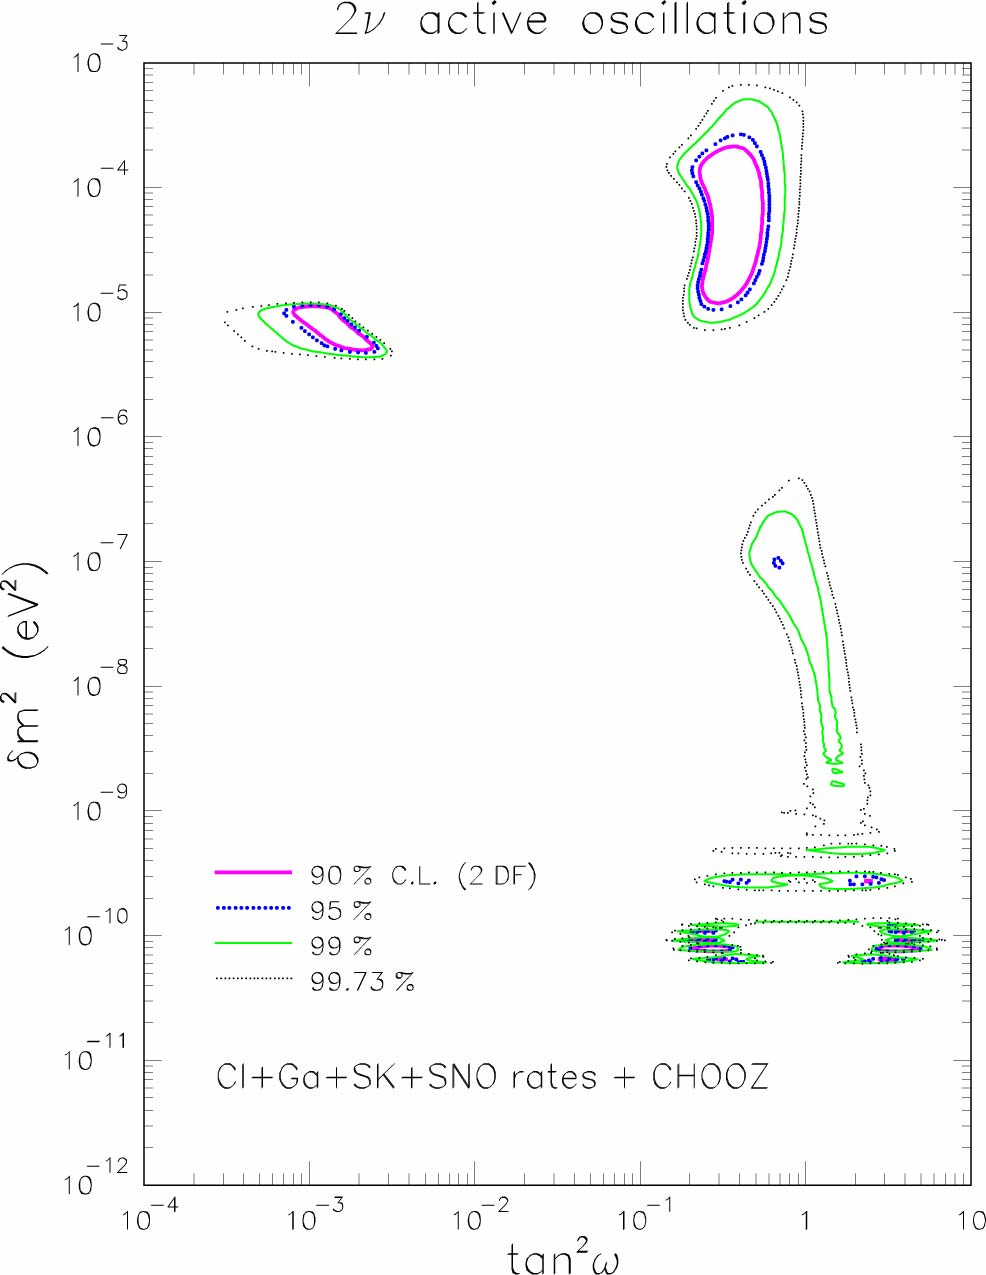 2ν active oscillations
10⁻³
10⁻⁴
10⁻⁵
10⁻⁶
10⁻⁷
10⁻⁸
10⁻⁹
10⁻¹⁰
10⁻¹¹
10⁻¹²
δm² (eV²)
90 % C.L. (2 DF)
95 %
99 %
99.73 %
Cl+Ga+SK+SNO rates + CHOOZ
10⁻⁴ 10⁻³ 10⁻² 10⁻¹ 1 10
tan²ω